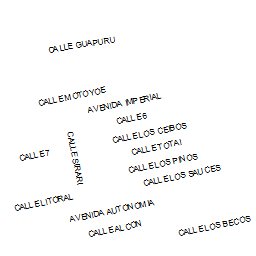 CALLE GUAPURU
CALLE MOTOYOE
AVENIDA IMPERIAL
CALLE 6
CALLE LOS CEIBOS
CALLE TOTAI
CALLE 7
CALLE SIRARI
CALLE LOS PINOS
CALLE LOS SAUCES
CALLE LITORAL
AVENIDA AUTONOMIA
CALLE ALCON
CALLE LOS BECOS